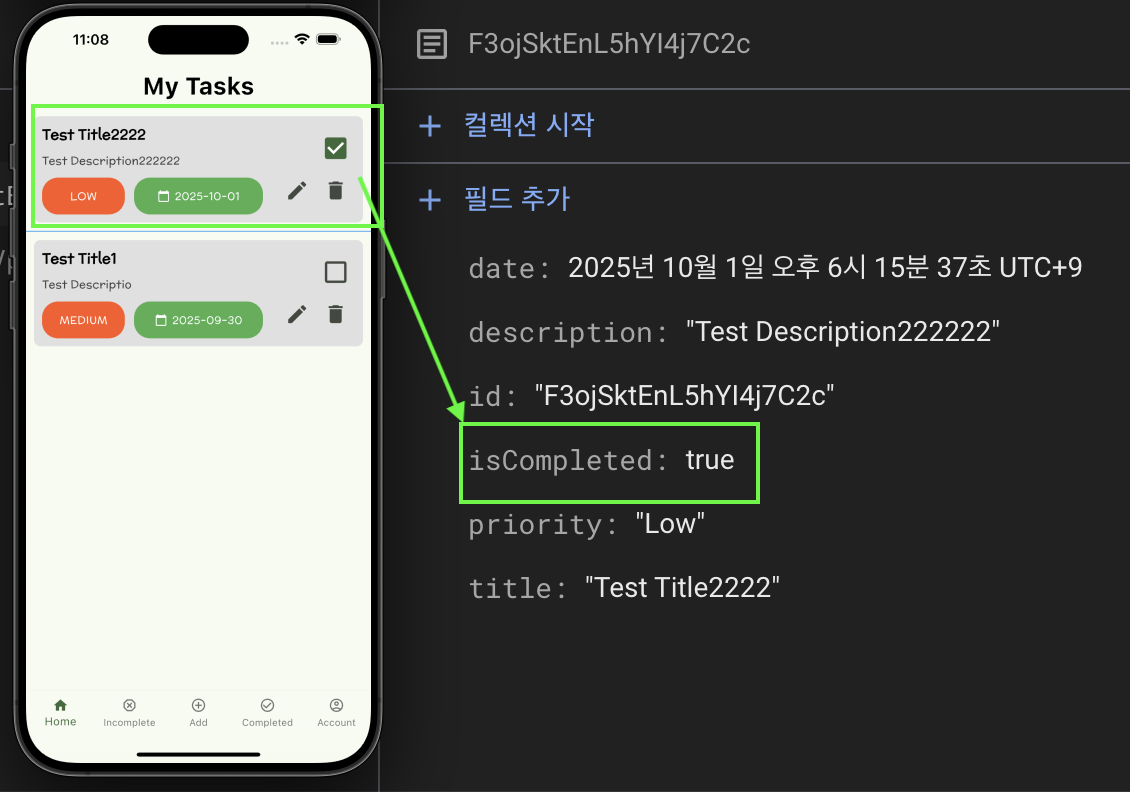 11:08
My Tasks
Test Title2222
Test Description222222
LOW
2025-10-01
Test Title1
Test Descriptio
MEDIUM
2025-09-30
Home
Incomplete
Add
Completed
Account
F3ojSktEnL5hYI4j7C2c
+ 컬렉션 시작
+ 필드 추가
date: 2025년 10월 1일 오후 6시 15분 37초 UTC+9
description: "Test Description222222"
id: "F3ojSktEnL5hYI4j7C2c"
isCompleted: true
priority: "Low"
title: "Test Title2222"